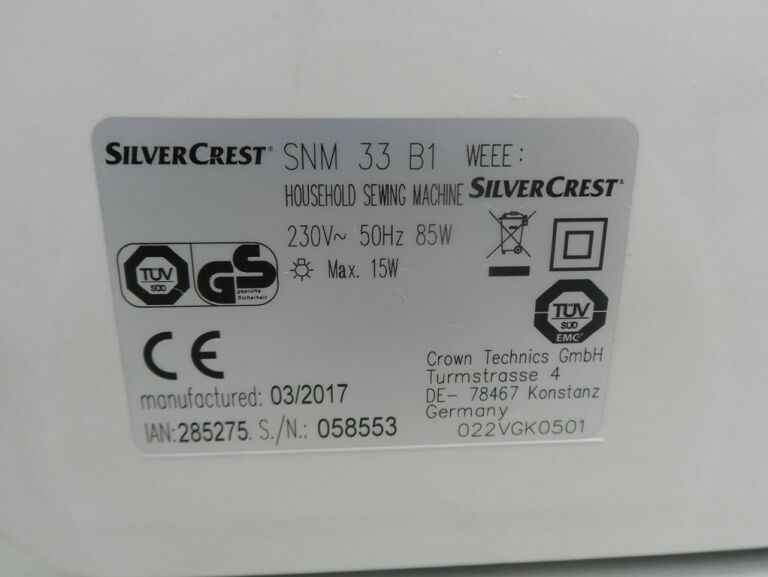 SILVERCREST® SNM 33 B1 WEEE:
HOUSEHOLD SEWING MACHINE SILVERCREST®
230V~ 50Hz 85W
Max. 15W
TÜV
SÜD
GS
geprüfte
Sicherheit
TÜV
SÜD
EMC
CE
Crown Technics GmbH
Turmstrasse 4
DE- 78467 Konstanz
Germany
022VGK0501
manufactured: 03/2017
IAN:285275. S./N.: 058553